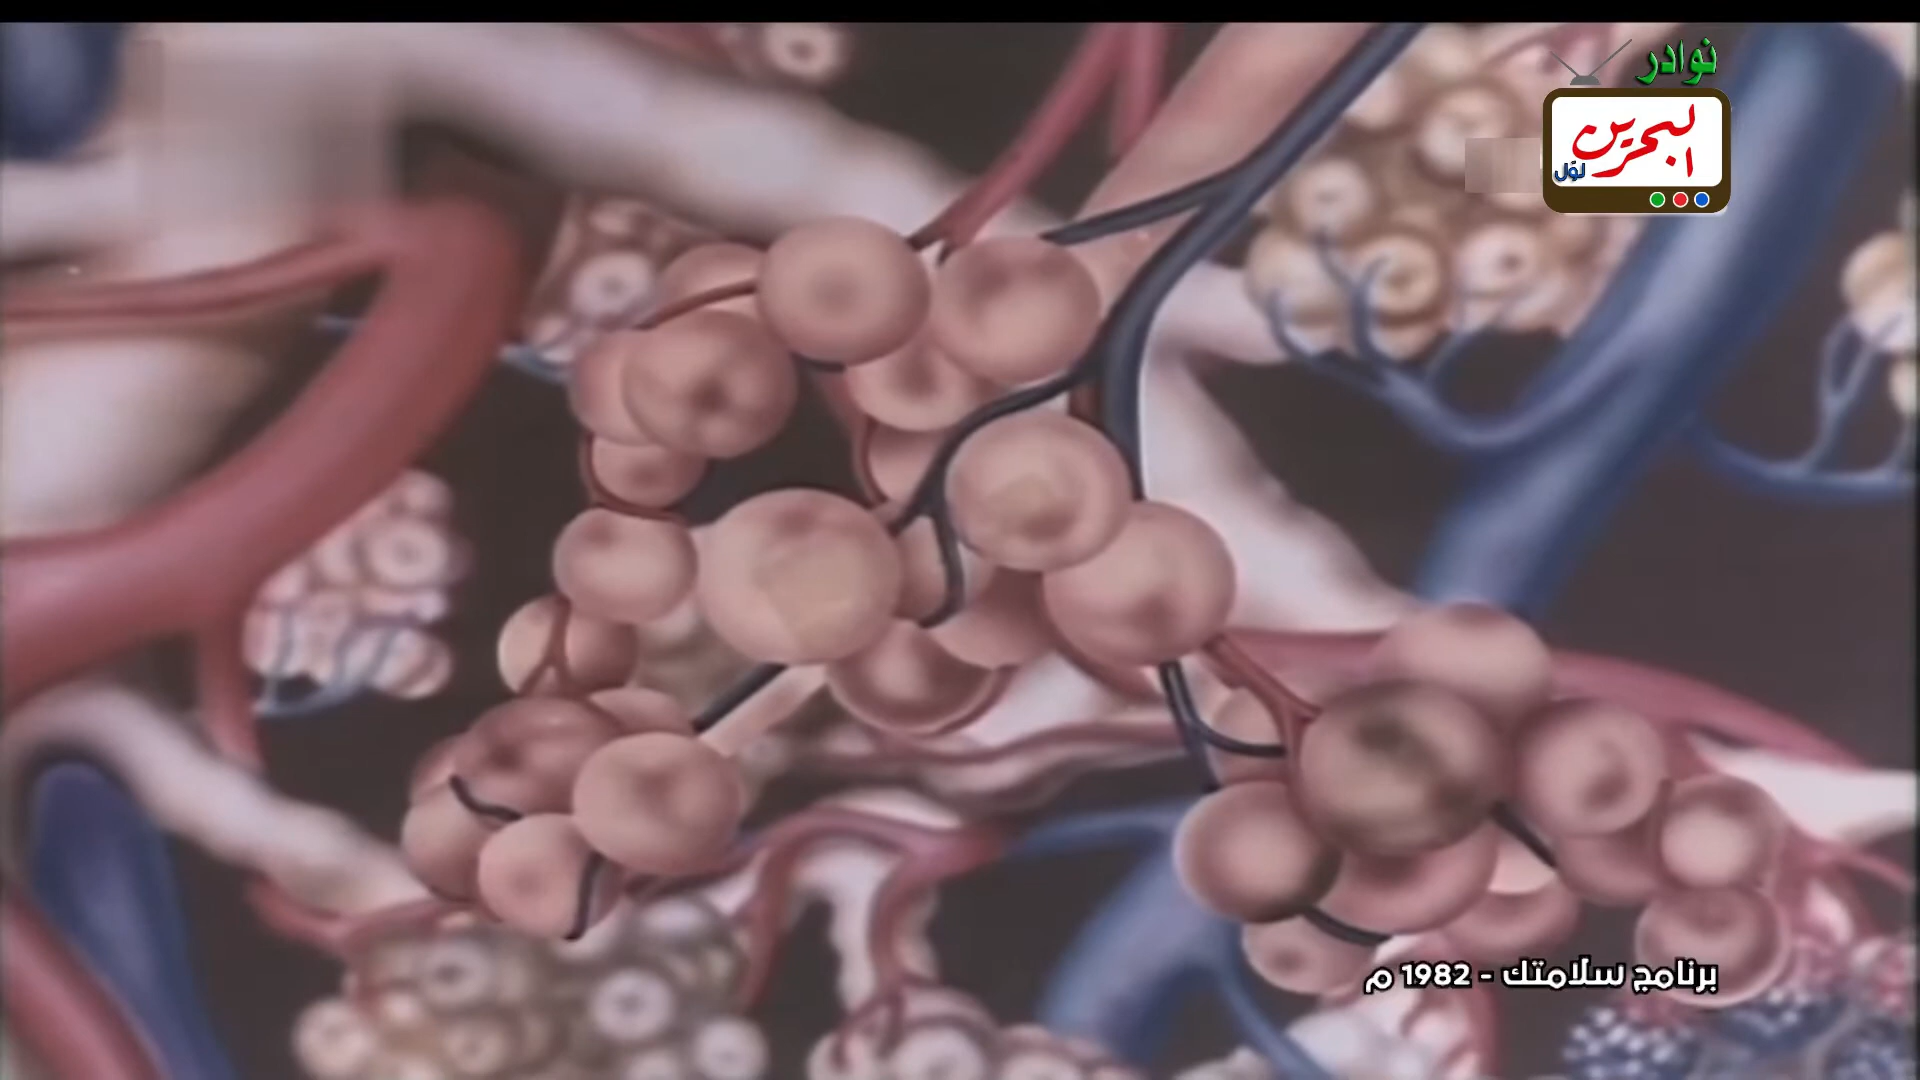 نوادر
البحرين
لوّل
برنامج سلامتك - 1982 م